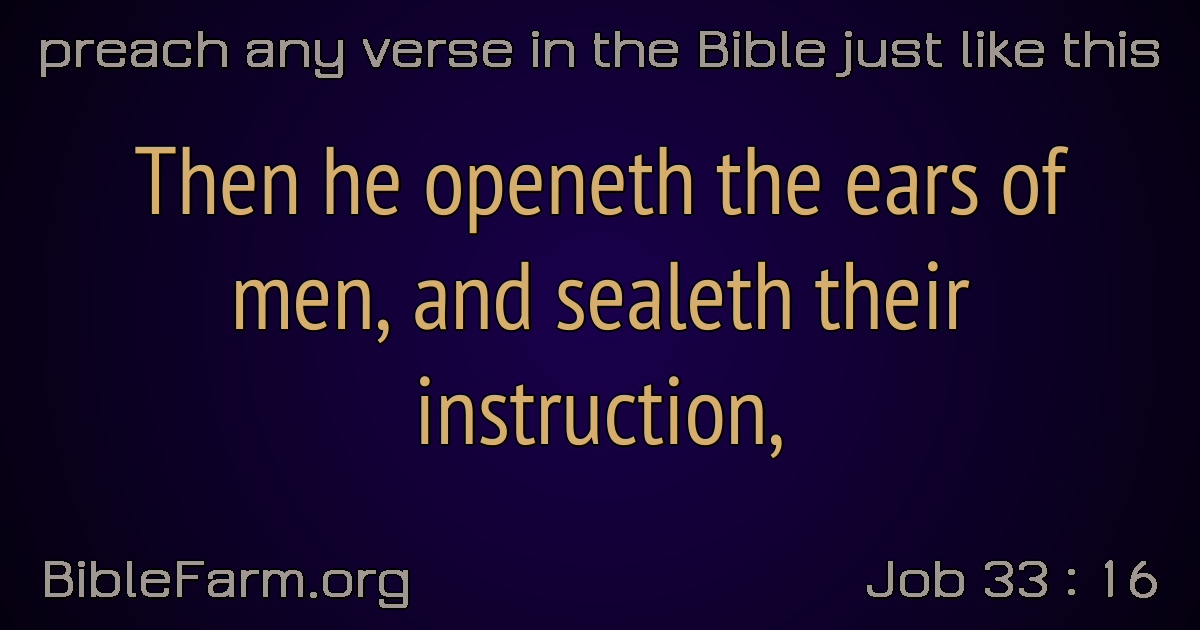 preach any verse in the Bible just like this
Then he openeth the ears of
men, and sealeth their
instruction,
BibleFarm.org
Job 33 : 16